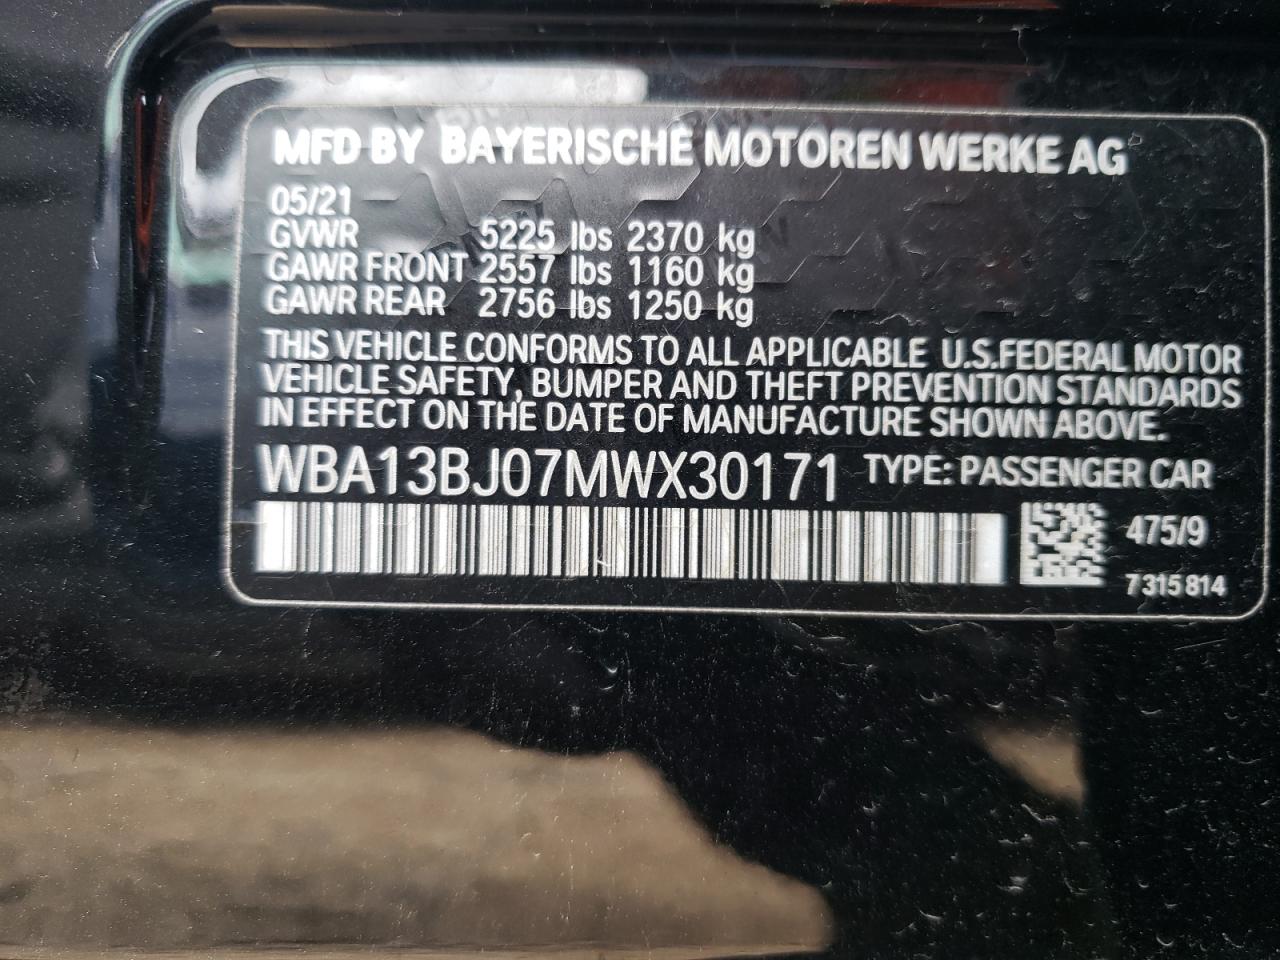 MFD BY BAYERISCHE MOTOREN WERKE AG
05/21
GVWR 5225 lbs 2370 kg
GAWR FRONT 2557 lbs 1160 kg
GAWR REAR 2756 lbs 1250 kg
THIS VEHICLE CONFORMS TO ALL APPLICABLE U.S.FEDERAL MOTOR
VEHICLE SAFETY, BUMPER AND THEFT PREVENTION STANDARDS
IN EFFECT ON THE DATE OF MANUFACTURE SHOWN ABOVE.
WBA13BJ07MWX30171 TYPE: PASSENGER CAR
475/9
7315814